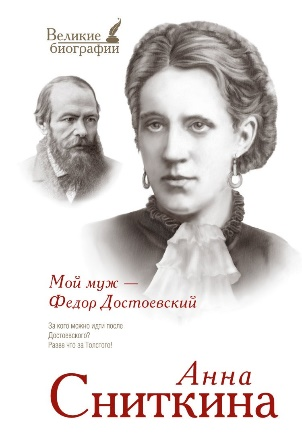 Великие
биографии
Мой муж —
Федор Достоевский
За кого можно идти после
Достоевского?
Разве что за Толстого!
Анна
Сниткина